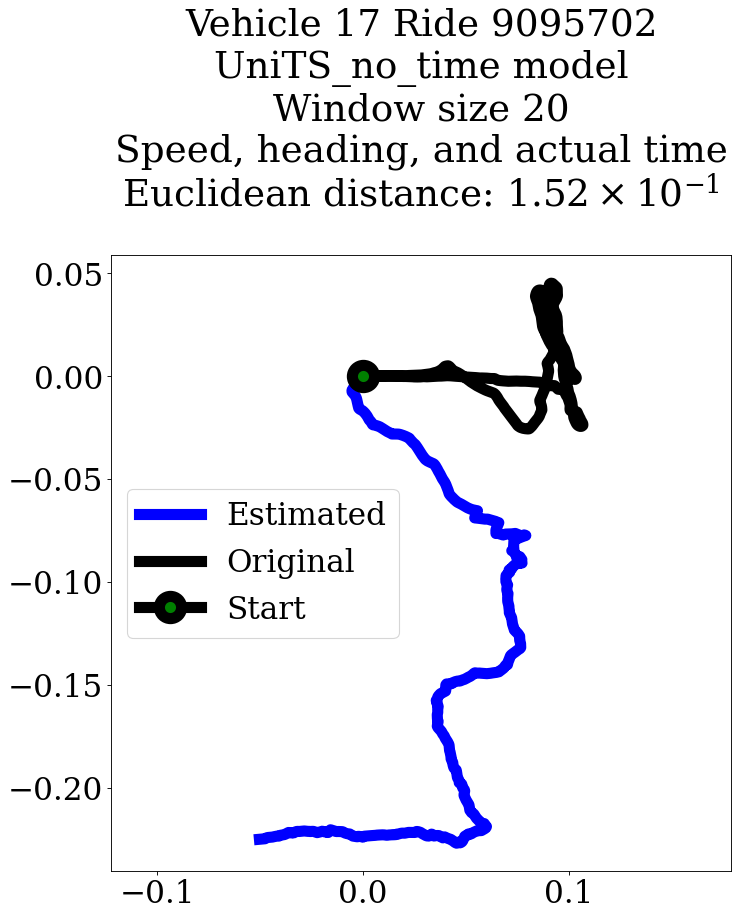 Vehicle 17 Ride 9095702
UniTS_no_time model
Window size 20
Speed, heading, and actual time
Euclidean distance: 1.52 × 10⁻¹
0.05
0.00
−0.05
−0.10
−0.15
−0.20
Estimated
Original
Start
−0.1
0.0
0.1